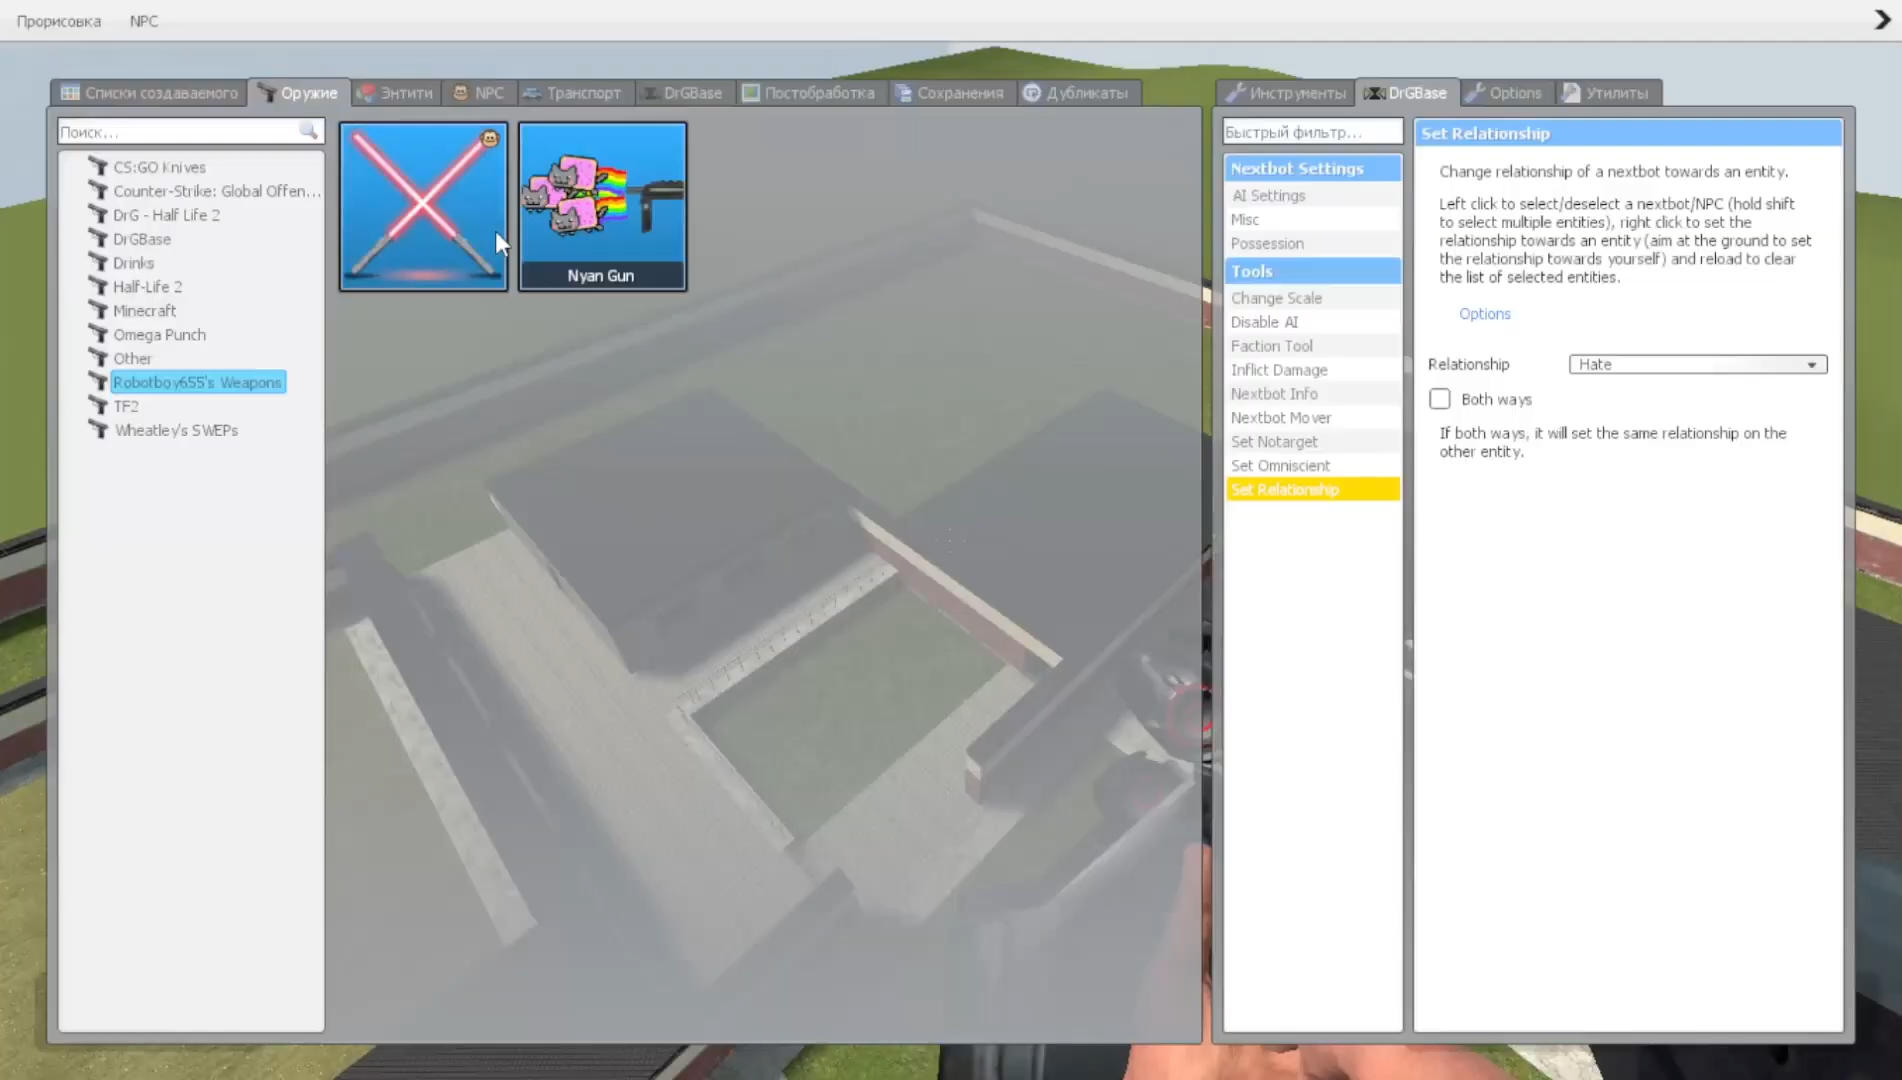 Прорисовка NPC
Списки создаваемого Оружие Энтити NPC Транспорт DrGBase Постобработка Сохранения Дубликаты
Инструменты DrGBase Options Утилиты
Поиск...
CS:GO Knives
Counter-Strike: Global Offen...
DrG - Half Life 2
DrGBase
Drinks
Half-Life 2
Minecraft
Omega Punch
Other
Robotboy655's Weapons
TF2
Wheatley's SWEPs
Nyan Gun
Быстрый фильтр...
Nextbot Settings
AI Settings
Misc
Possession
Tools
Change Scale
Disable AI
Faction Tool
Inflict Damage
Nextbot Info
Nextbot Mover
Set Notarget
Set Omniscient
Set Relationship
Set Relationship
Change relationship of a nextbot towards an entity.
Left click to select/deselect a nextbot/NPC (hold shift
to select multiple entities), right click to set the
relationship towards an entity (aim at the ground to set
the relationship towards yourself) and reload to clear
the list of selected entities.
Options
Relationship Hate
Both ways
If both ways, it will set the same relationship on the
other entity.